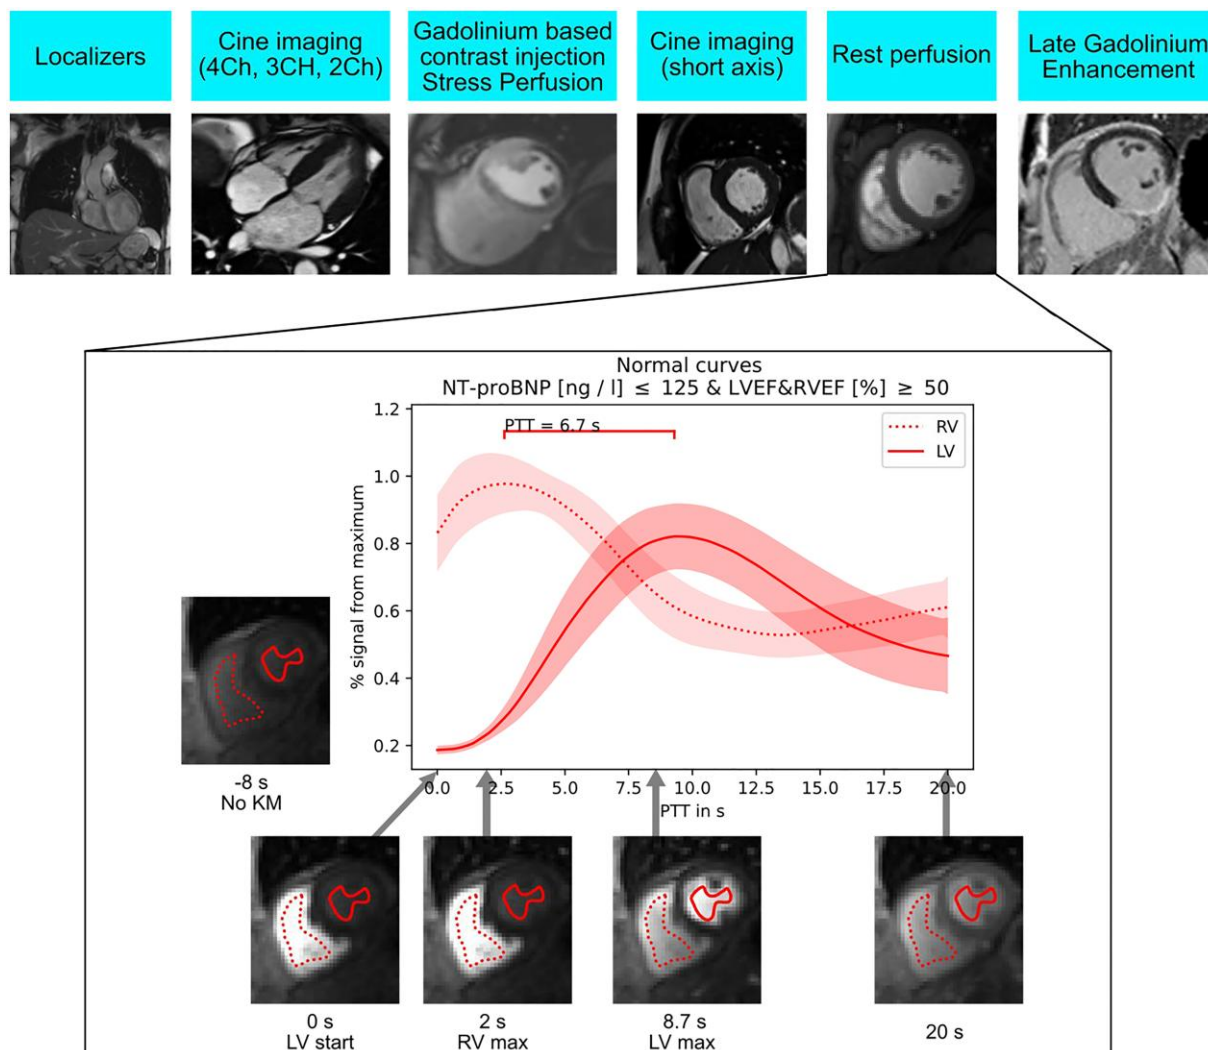 Localizers
Cine imaging
(4Ch, 3CH, 2Ch)
Gadolinium based
contrast injection
Stress Perfusion
Cine imaging
(short axis)
Rest perfusion
Late Gadolinium
Enhancement
Normal curves
NT-proBNP [ng / l] ≤ 125 & LVEF&RVEF [%] ≥ 50
PTT = 6.7 s
RV
LV
% signal from maximum
1.2
1.0
0.8
0.6
0.4
0.2
0.0 2.5 5.0 7.5 10.0 12.5 15.0 17.5 20.0
PTT in s
-8 s
No KM
0 s
LV start
2 s
RV max
8.7 s
LV max
20 s